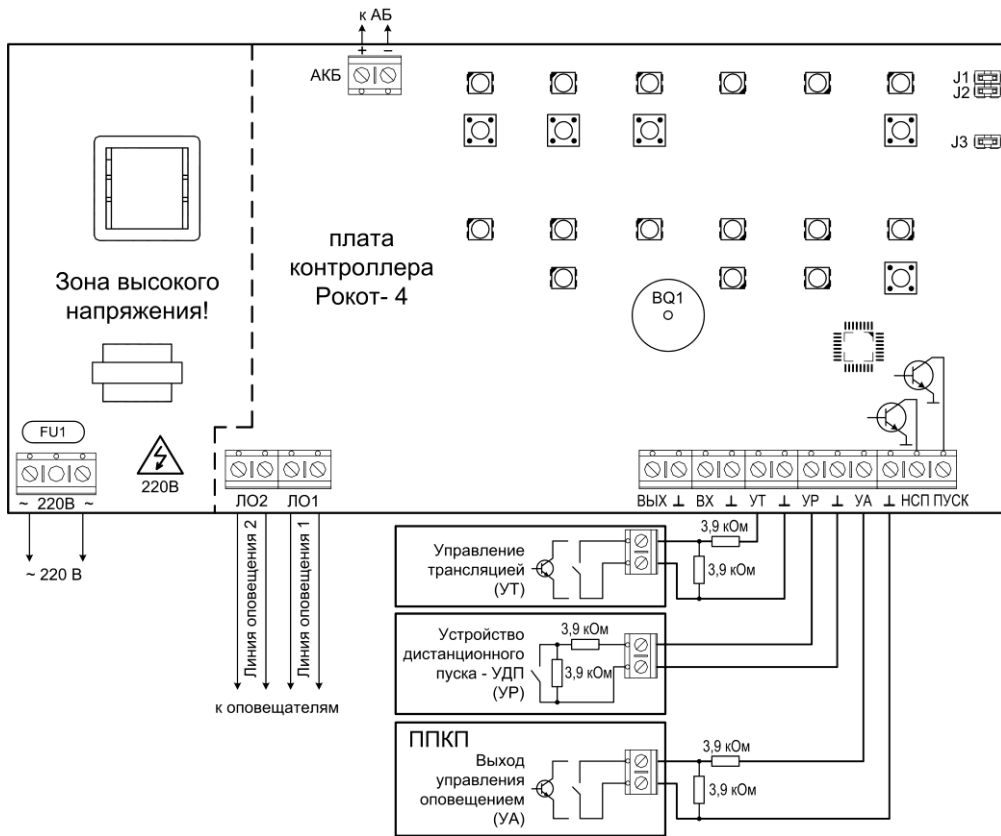 к АБ
+ −
АКБ
J1
J2
J3
плата
контроллера
Рокот- 4
Зона высокого
напряжения!
BQ1
FU1
220В
~ 220В ~
ЛО2 ЛО1
ВЫХ ⊥ ВХ ⊥ УТ ⊥ УР ⊥ УА ⊥ НСП ПУСК
~ 220 В
Линия оповещения 2
Линия оповещения 1
к оповещателям
Управление
трансляцией
(УТ)
3,9 кОм
3,9 кОм
Устройство
дистанционного
пуска - УДП
(УР)
3,9 кОм
3,9 кОм
ППКП
Выход
управления
оповещением
(УА)
3,9 кОм
3,9 кОм